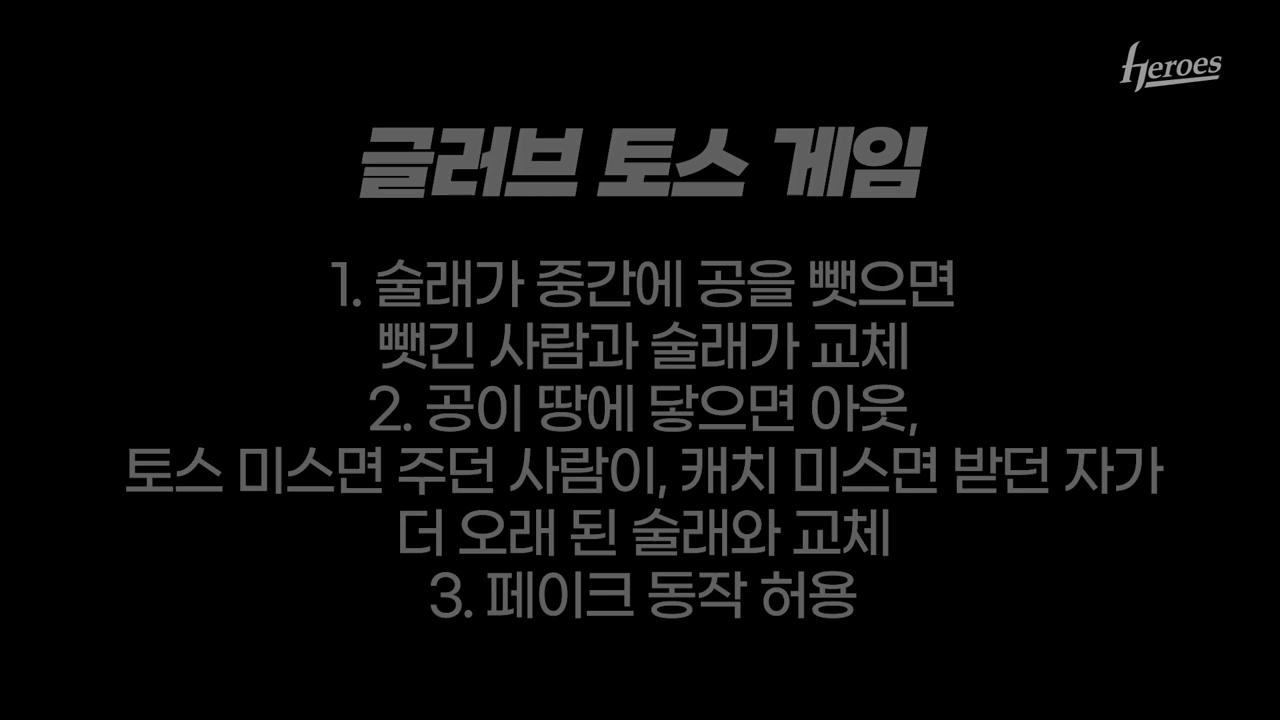 Heroes
글러브 토스 게임
1. 술래가 중간에 공을 뺏으면
뺏긴 사람과 술래가 교체
2. 공이 땅에 닿으면 아웃,
토스 미스면 주던 사람이, 캐치 미스면 받던 자가
더 오래 된 술래와 교체
3. 페이크 동작 허용